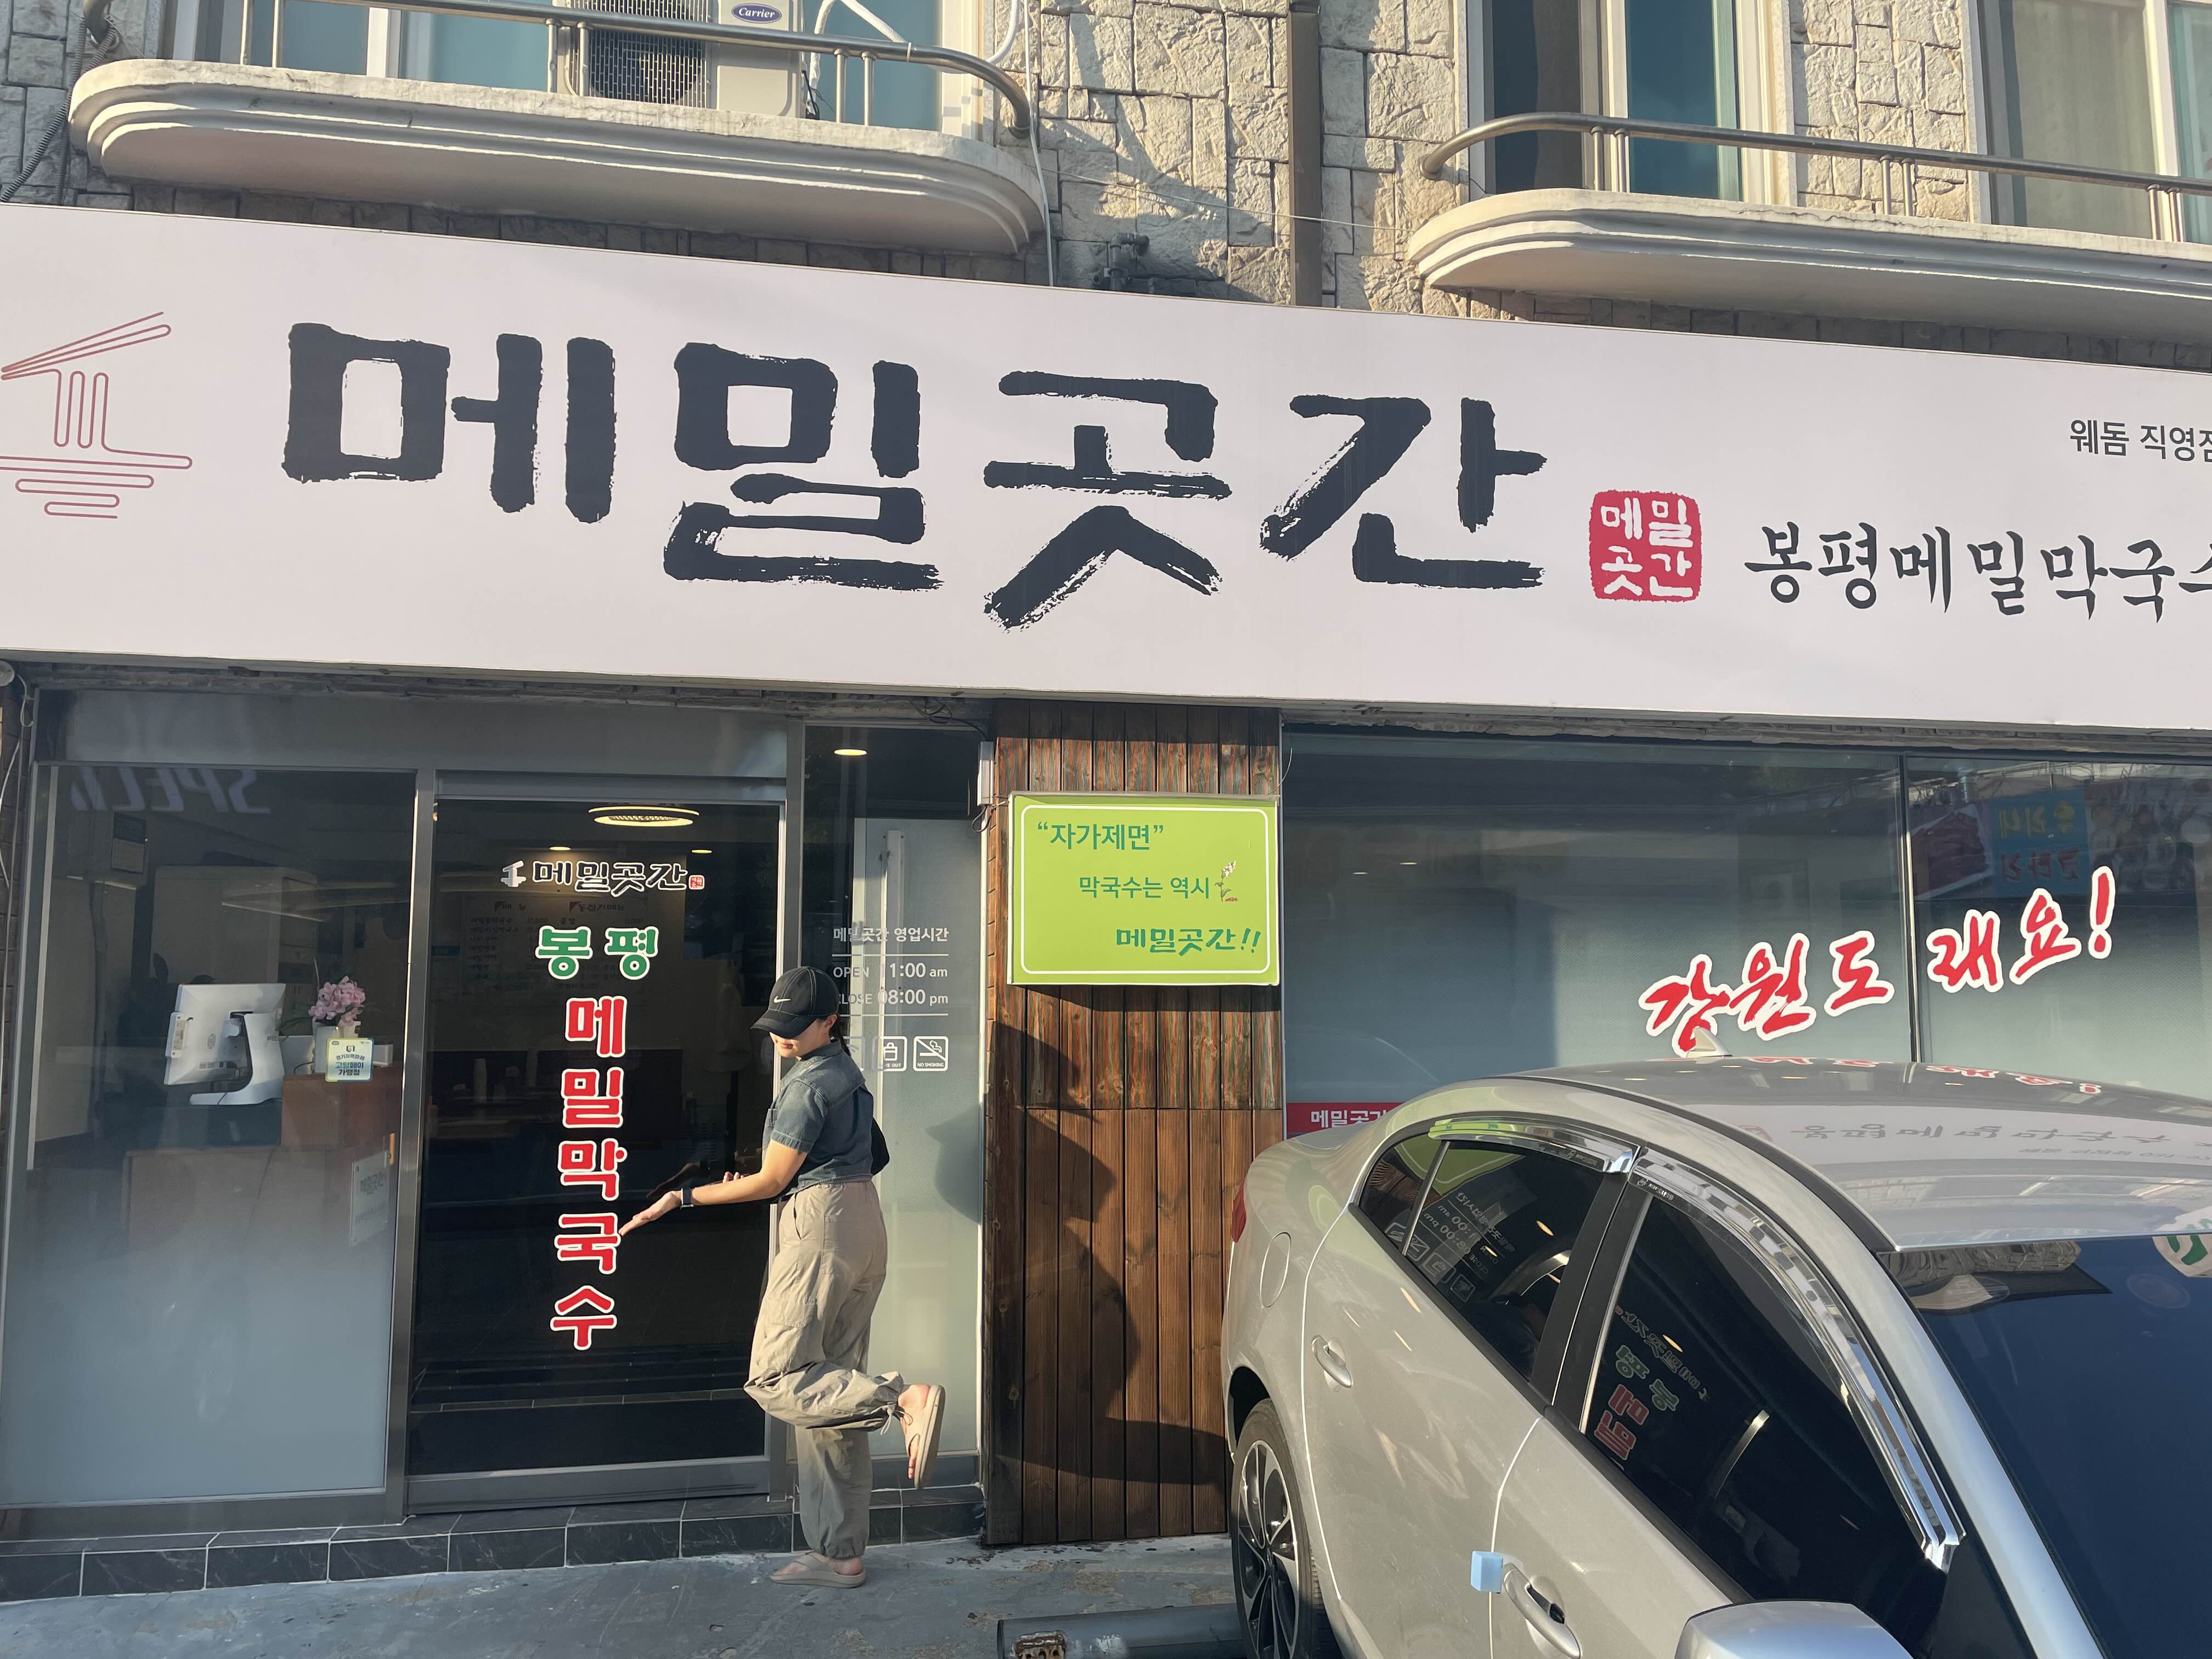 Carrier
메밀곳간
메밀
곳간
웨돔 직영점
봉평메밀막국수
메밀곳간
봉평
메밀막국수
메밀곳간 영업시간
OPEN 11:00 am
CLOSE 08:00 pm
NO SMOKING
"자가제면"
막국수는 역시
메밀곳간!!
강원도 래요!
메밀곳간